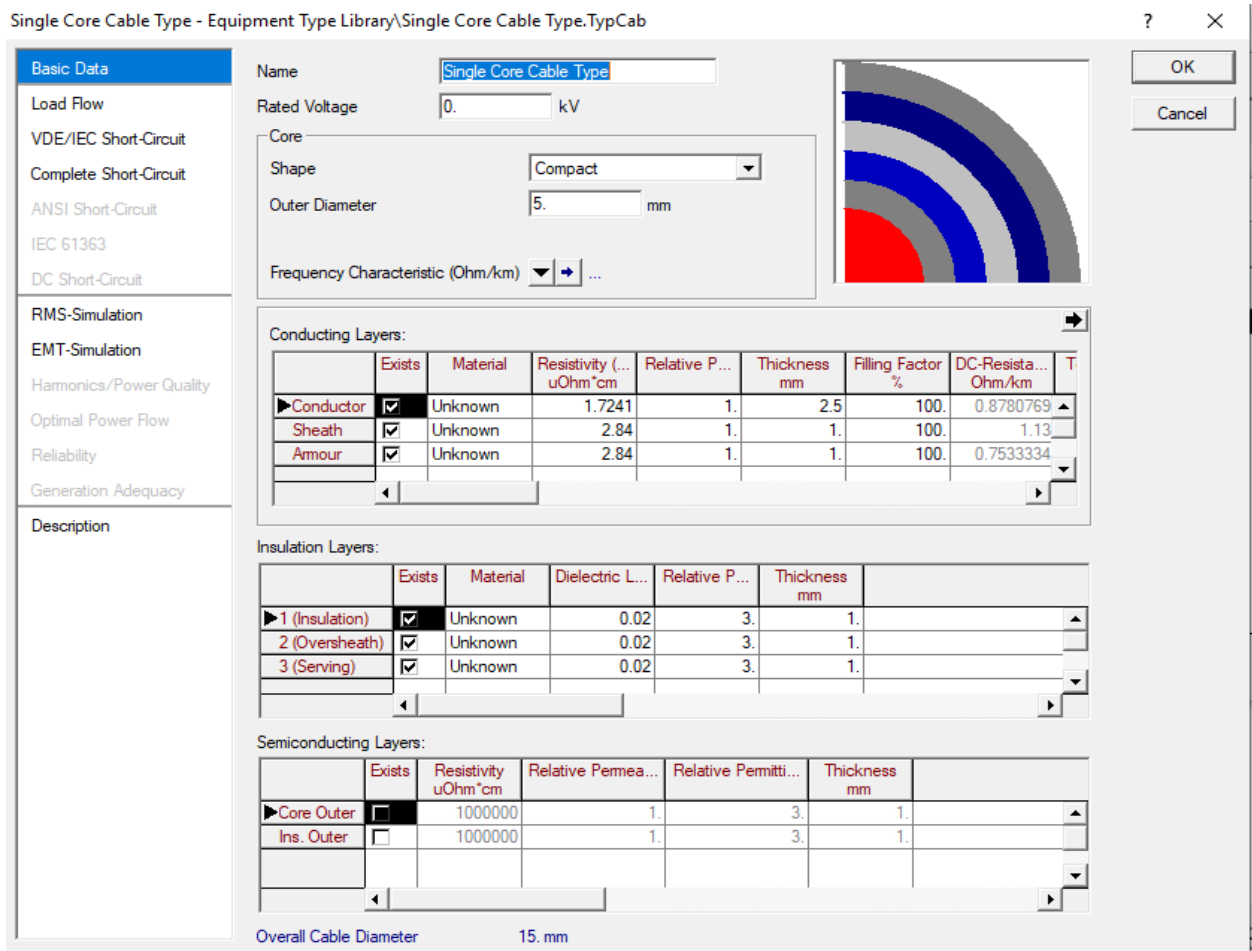 Single Core Cable Type - Equipment Type Library\Single Core Cable Type.TypCab ? ×
Basic Data
Load Flow
VDE/IEC Short-Circuit
Complete Short-Circuit
ANSI Short-Circuit
IEC 61363
DC Short-Circuit
RMS-Simulation
EMT-Simulation
Harmonics/Power Quality
Optimal Power Flow
Reliability
Generation Adequacy
Description
Name Single Core Cable Type
Rated Voltage 0. kV
Core
Shape Compact
Outer Diameter 5. mm
Frequency Characteristic (Ohm/km) ...
OK
Cancel
Conducting Layers:
Exists Material Resistivity (... Relative P... Thickness Filling Factor DC-Resista... T
uOhm*cm mm % Ohm/km
Conductor Unknown 1.7241 1. 2.5 100. 0.8780769
Sheath Unknown 2.84 1. 1. 100. 1.13
Armour Unknown 2.84 1. 1. 100. 0.7533334
Insulation Layers:
Exists Material Dielectric L... Relative P... Thickness
mm
1 (Insulation) Unknown 0.02 3. 1.
2 (Oversheath) Unknown 0.02 3. 1.
3 (Serving) Unknown 0.02 3. 1.
Semiconducting Layers:
Exists Resistivity Relative Permea... Relative Permitti... Thickness
uOhm*cm mm
Core Outer 1000000 1. 3. 1.
Ins. Outer 1000000 1. 3. 1.
Overall Cable Diameter 15. mm